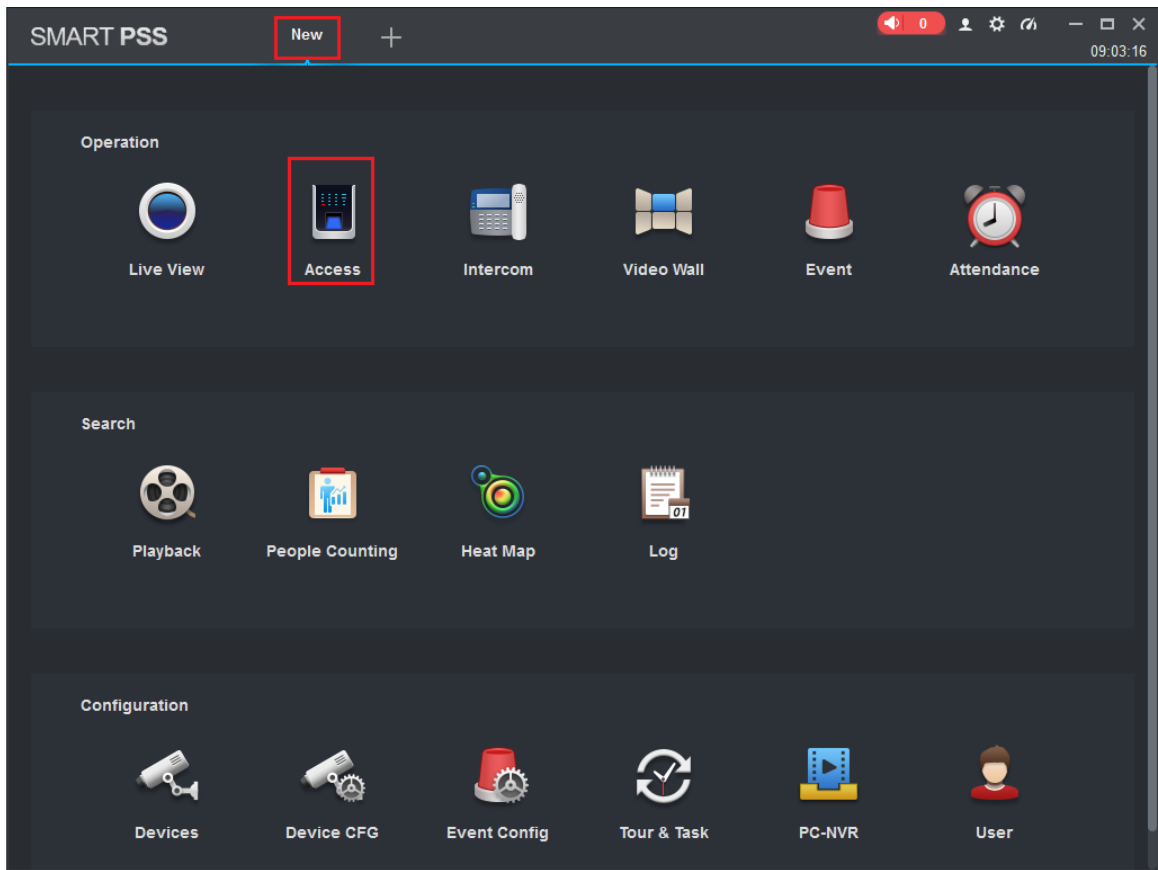 SMART PSS
New
0
09:03:16
Operation
Live View
Access
Intercom
Video Wall
Event
Attendance
Search
Playback
People Counting
Heat Map
Log
01
Configuration
Devices
Device CFG
Event Config
Tour & Task
PC-NVR
User